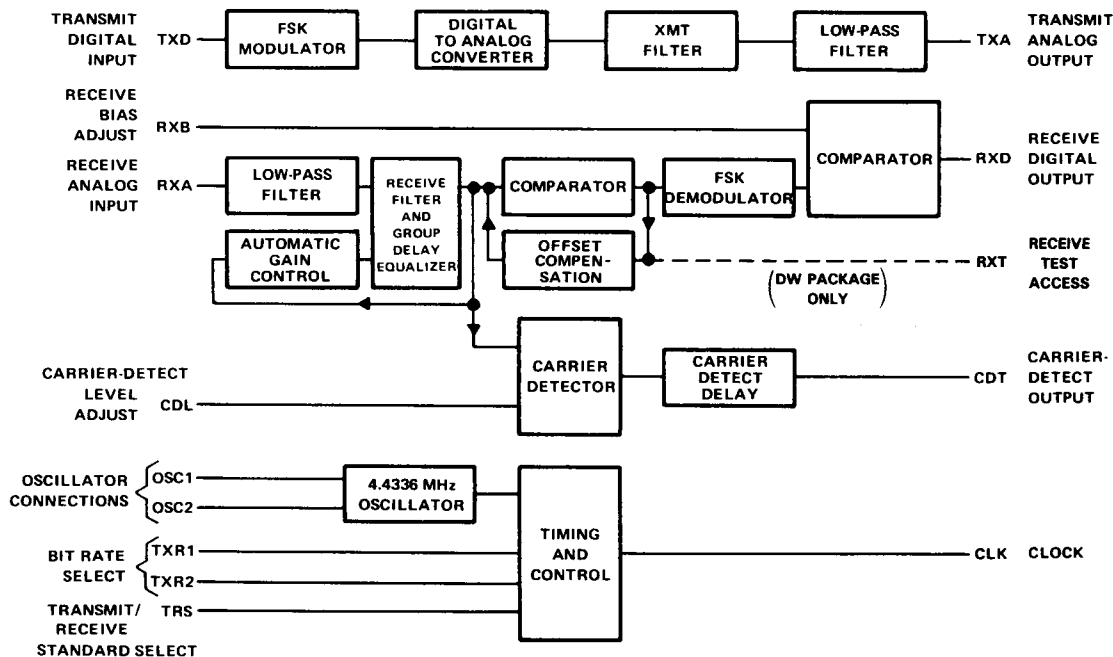 TRANSMIT
DIGITAL
INPUT
TXD
FSK
MODULATOR
DIGITAL
TO ANALOG
CONVERTER
XMT
FILTER
LOW-PASS
FILTER
TXA
TRANSMIT
ANALOG
OUTPUT
RECEIVE
BIAS
ADJUST
RXB
RECEIVE
ANALOG
INPUT
RXA
LOW-PASS
FILTER
AUTOMATIC
GAIN
CONTROL
RECEIVE
FILTER
AND
GROUP
DELAY
EQUALIZER
COMPARATOR
OFFSET
COMPEN-
SATION
FSK
DEMODULATOR
COMPARATOR
RXD
RECEIVE
DIGITAL
OUTPUT
(DW PACKAGE
ONLY)
RXT
RECEIVE
TEST
ACCESS
CARRIER-DETECT
LEVEL
ADJUST
CDL
CARRIER
DETECTOR
CARRIER
DETECT
DELAY
CDT
CARRIER-
DETECT
OUTPUT
OSCILLATOR
CONNECTIONS
OSC1
OSC2
4.4336 MHz
OSCILLATOR
BIT RATE
SELECT
TXR1
TXR2
TRANSMIT/
RECEIVE
STANDARD SELECT
TRS
TIMING
AND
CONTROL
CLK
CLOCK